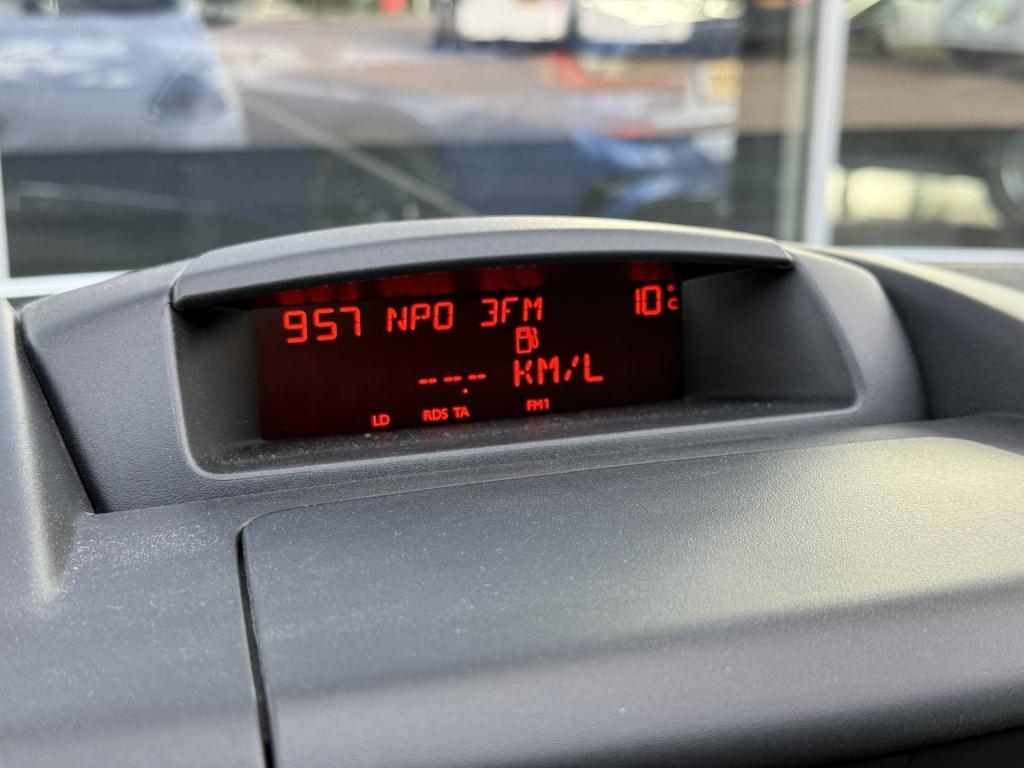 957 NPO 3FM 10°C
--.- KM/L
LD RDS TA FM1